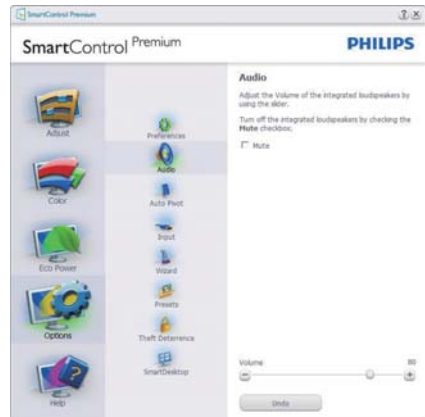 SmartControl Premium
SmartControl Premium
PHILIPS
Adjust
Color
Eco Power
Options
Help
Preferences
Audio
Auto Pivot
Input
Wizard
Presets
Theft Deterrence
SmartDesktop
Audio
Adjust the Volume of the integrated loudspeakers by
using the slider.
Turn off the integrated loudspeakers by checking the
Mute checkbox.
Mute
Volume 80
Undo